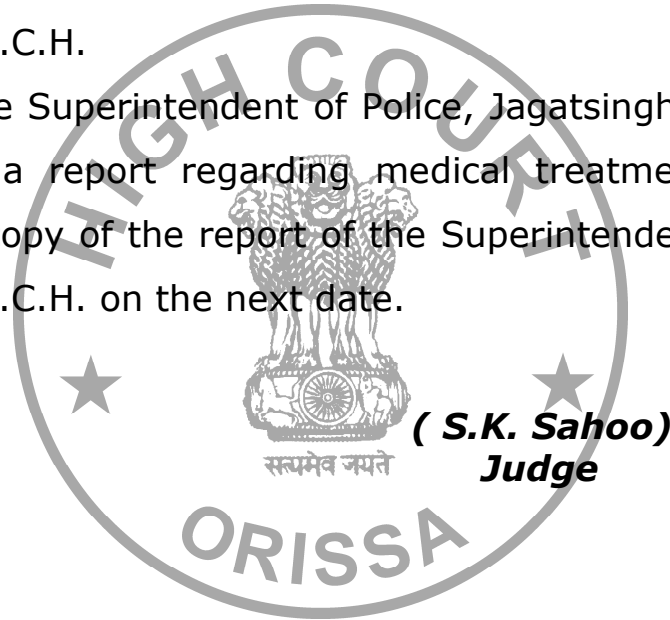 .C.H.
e Superintendent of Police, Jagatsingh
a report regarding medical treatme
opy of the report of the Superintende
.C.H. on the next date.
( S.K. Sahoo)
Judge
HIGH COURT
सत्यमेव जयते
ORISSA